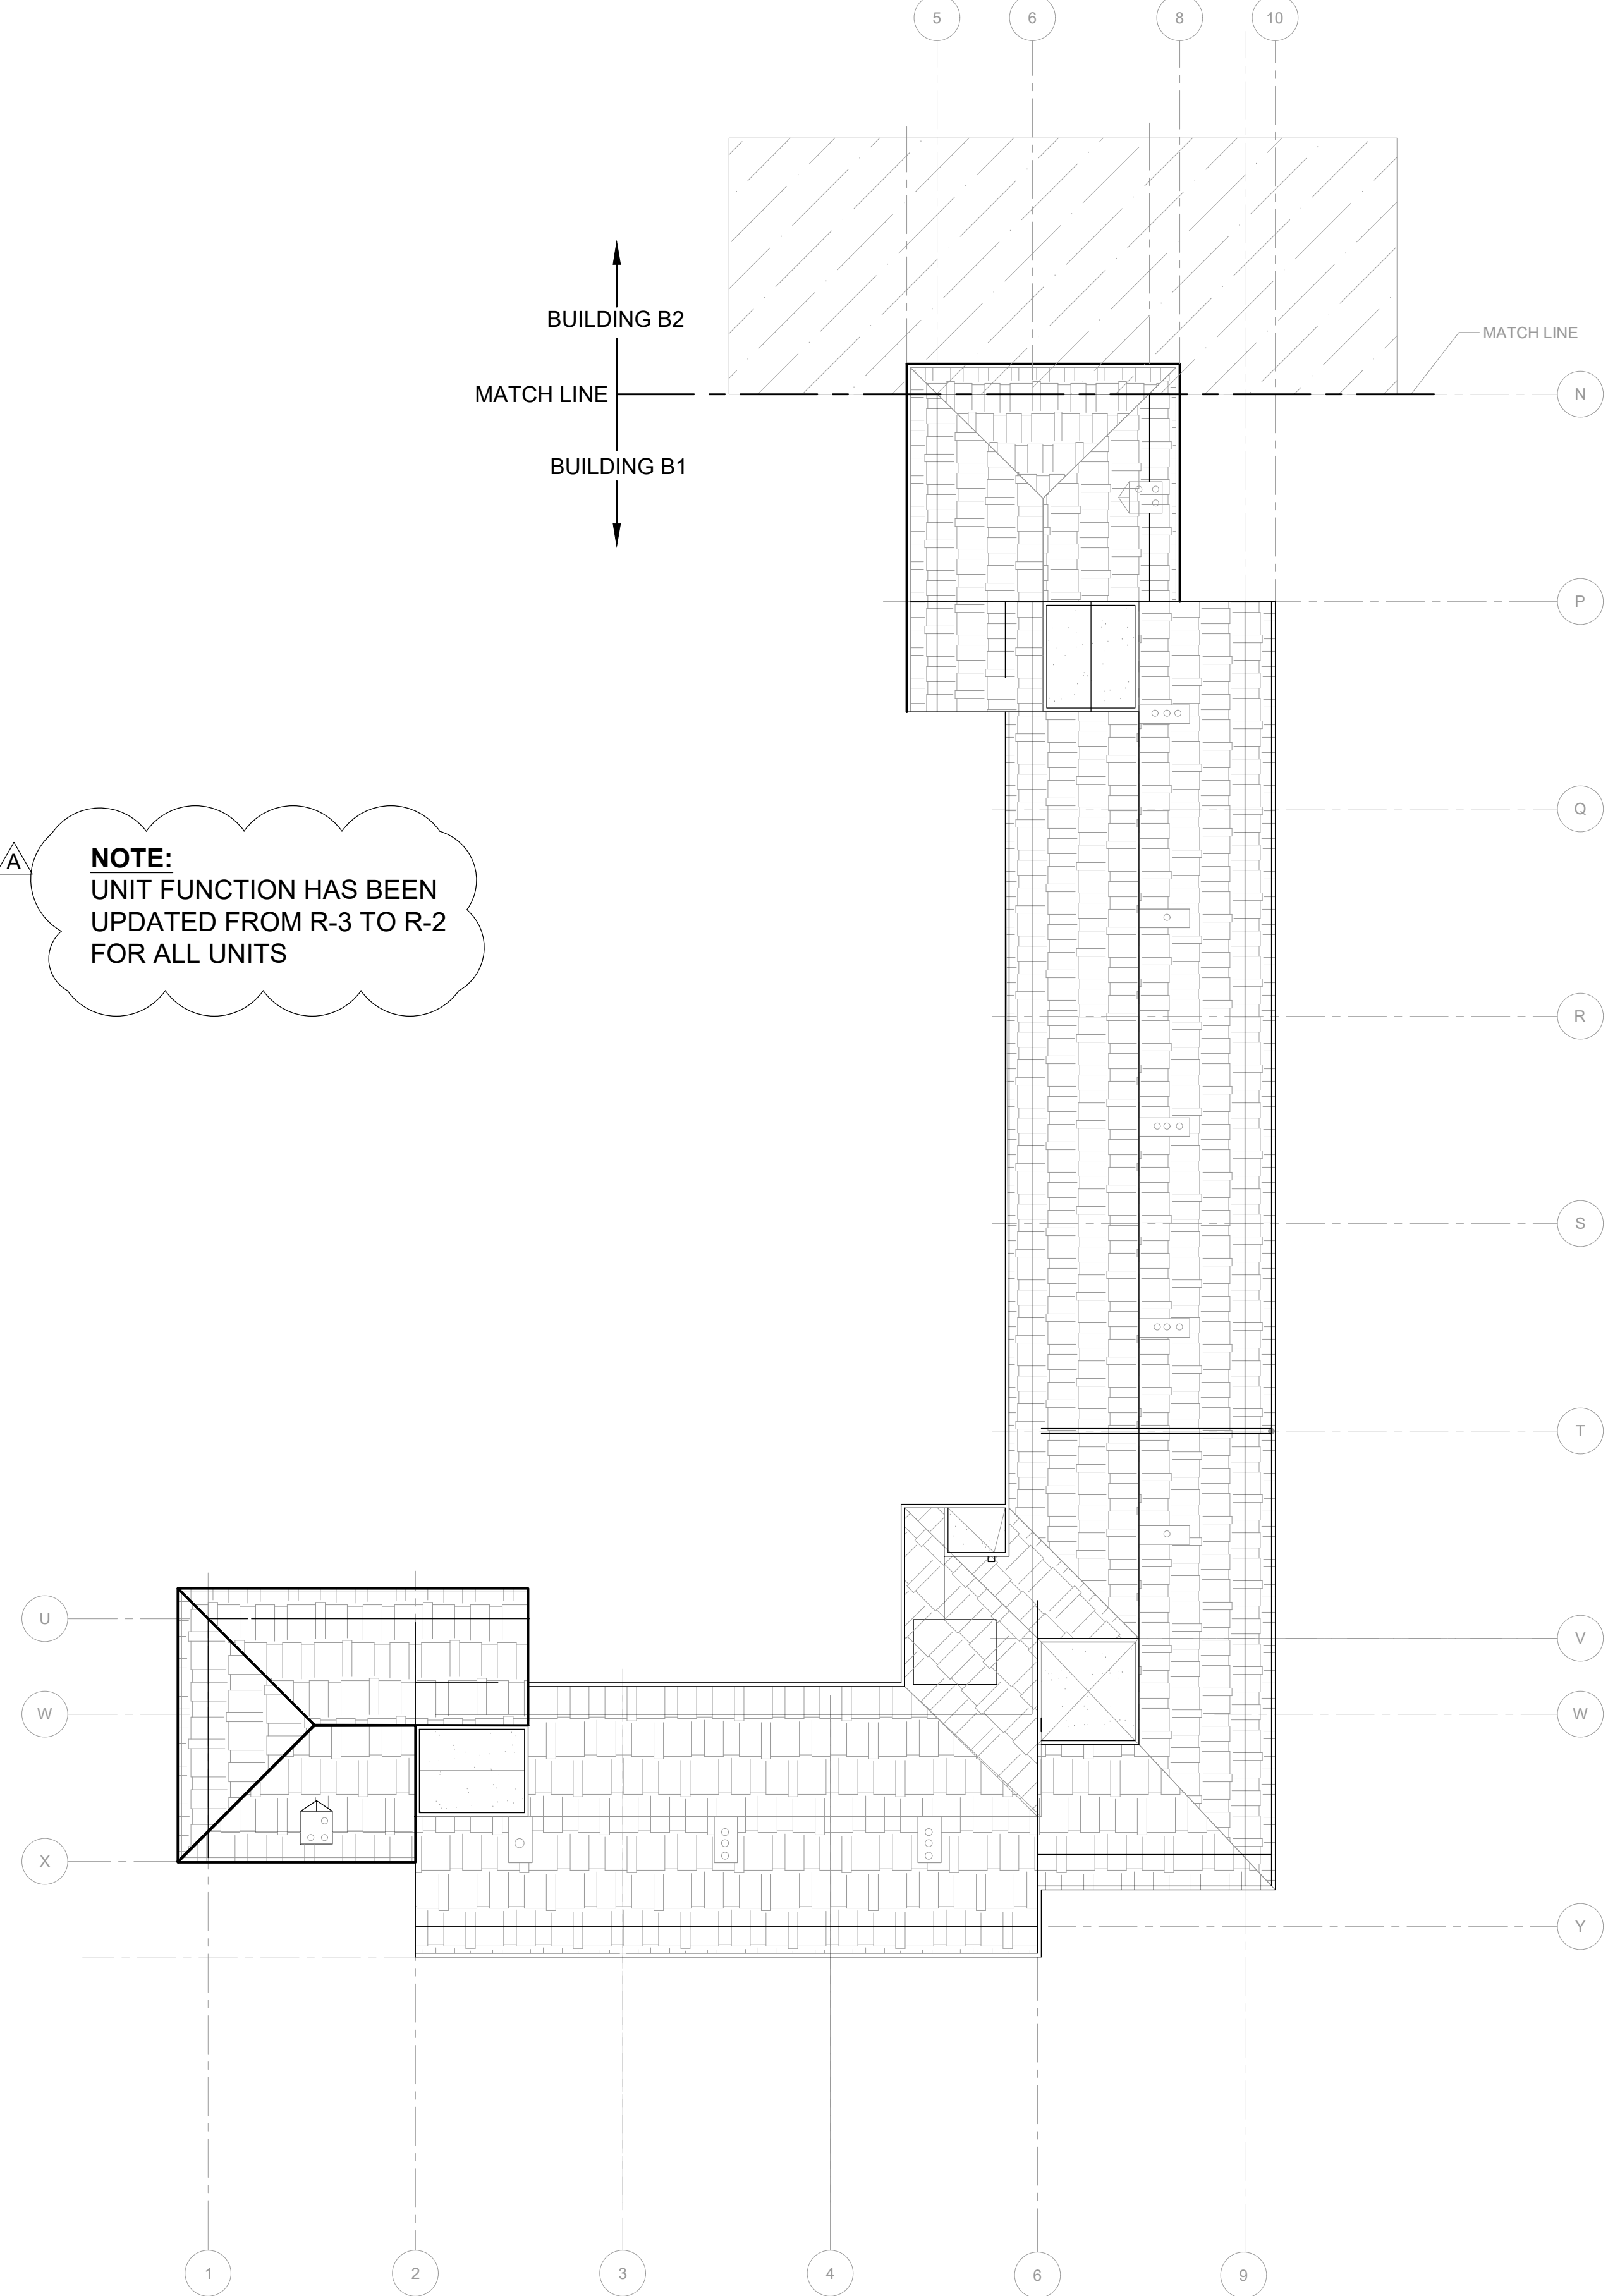 5
6
8
10
BUILDING B2
MATCH LINE
MATCH LINE
N
BUILDING B1
P
Q
A
NOTE:
UNIT FUNCTION HAS BEEN
UPDATED FROM R-3 TO R-2
FOR ALL UNITS
R
S
T
U
V
W
W
X
Y
1
2
3
4
6
9